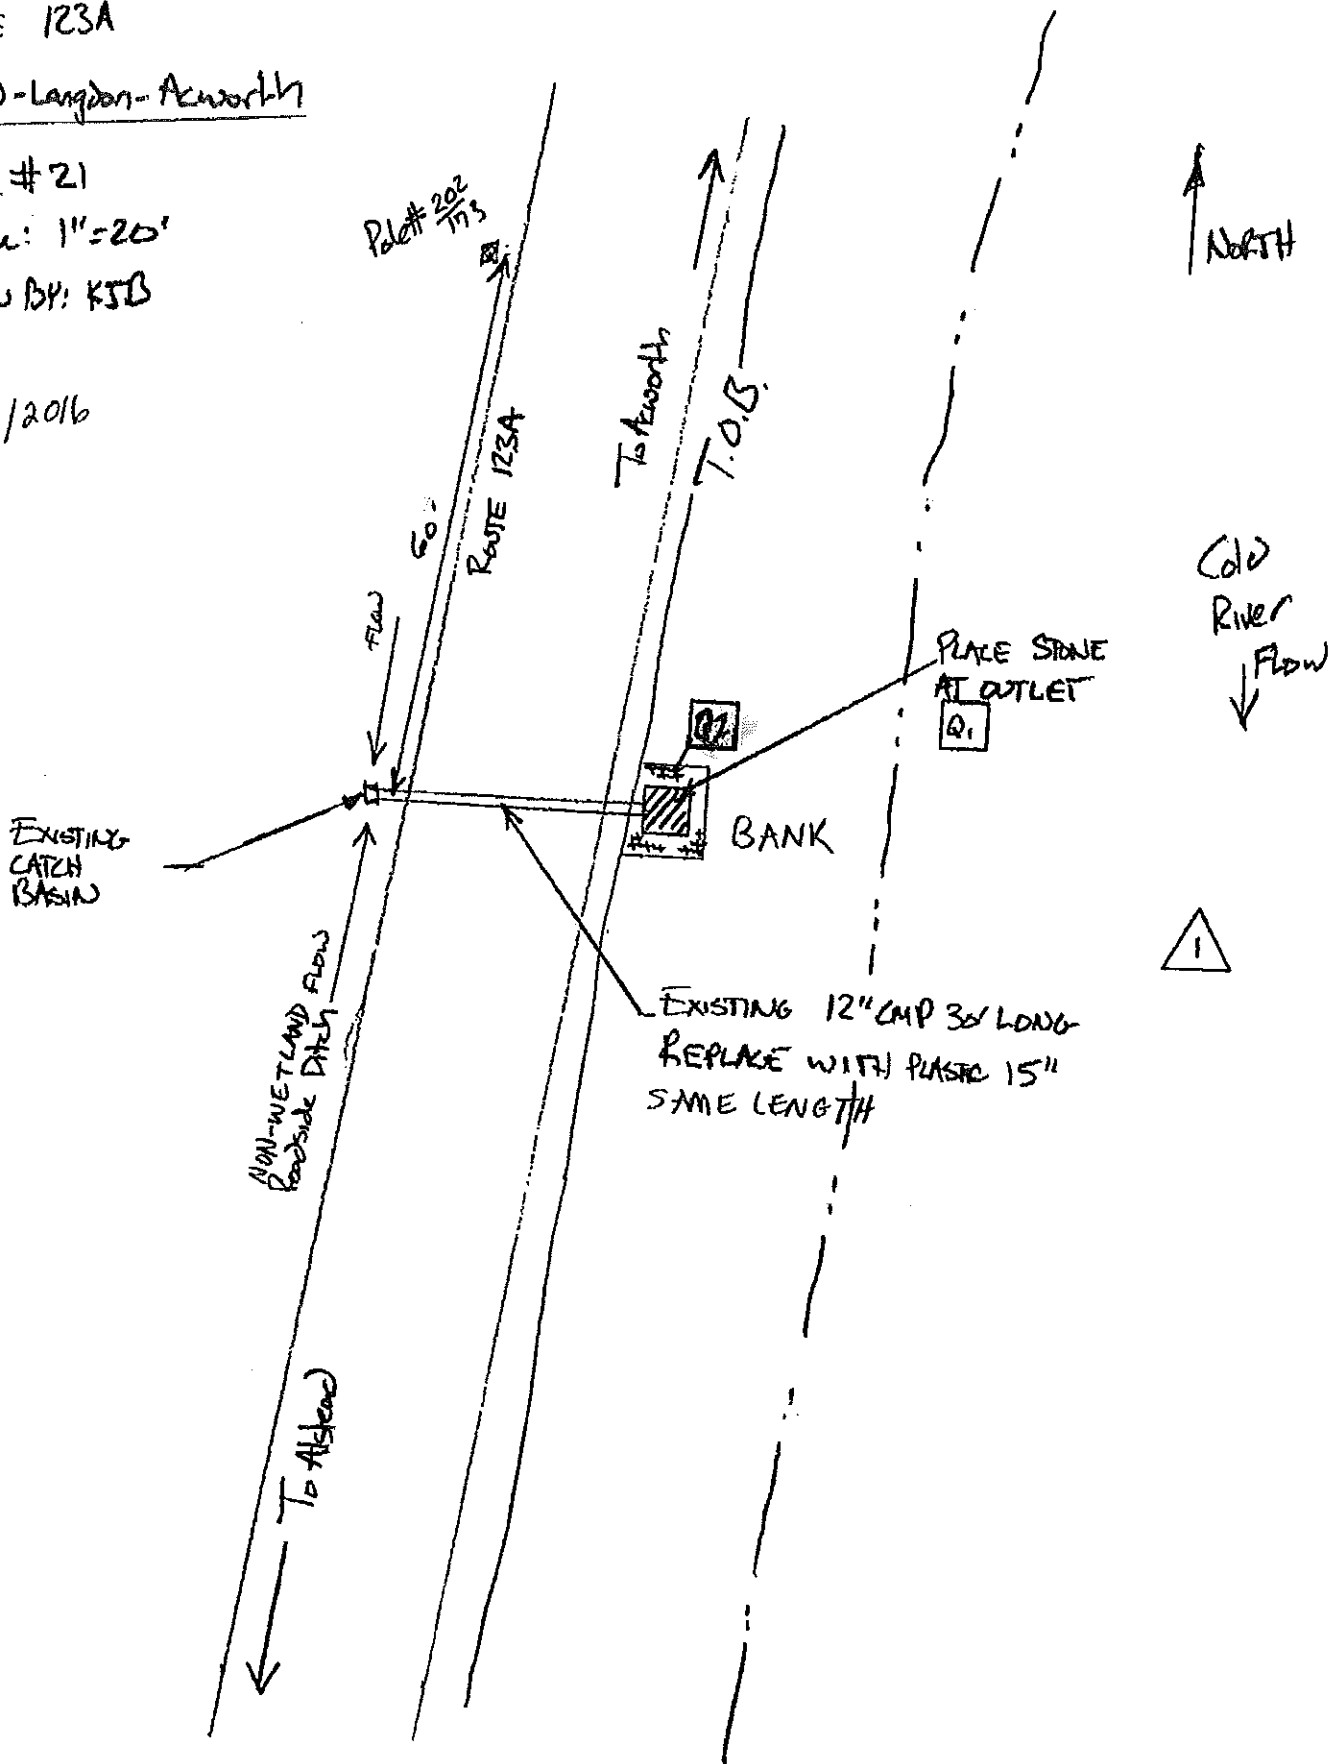 123A
-Langdon-Acworth
#21
1"=20'
BY: KJB
/2016
Pole# 202/173
NORTH
To Acworth
T.O.B.
ROUTE 123A
60'
FLOW
Cold
River
FLOW
PLACE STONE
AT OUTLET
Q1
BANK
EXISTING
CATCH
BASIN
1
NON-WETLAND FLOW
Roadside Ditch
EXISTING 12" CMP 30' LONG
REPLACE WITH PLASTIC 15"
SAME LENGTH
To Alstead